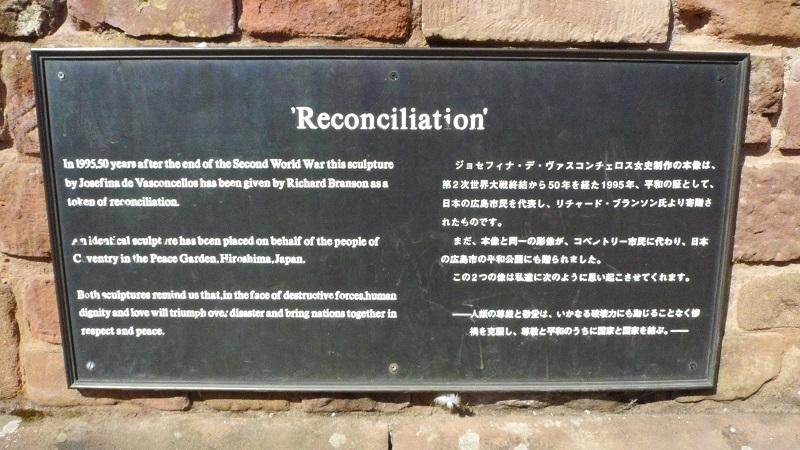 'Reconciliation'
In 1995,50 years after the end of the Second World War this sculpture
by Josefina de Vasconcellos has been given by Richard Branson as a
token of reconciliation.
An identical sculpture has been placed on behalf of the people of
Coventry in the Peace Garden, Hiroshima, Japan.
Both sculptures remind us that, in the face of destructive forces, human
dignity and love will triumph over disaster and bring nations together in
respect and peace.
ジョセフィナ・デ・ヴァスコンチェロス女史制作の本像は、
第2次世界大戦終結から50年を経た1995年、平和の証として、
日本の広島市民を代表し、リチャード・ブランソン氏より寄贈さ
れたものです。
まだ、本像と同一の彫像が、コベントリー市民に代わり、日本
の広島市の平和公園にも贈られました。
この2つの像は私達に次のように思い起こさせてくれます。
——人類の尊厳と敬愛は、いかなる破壊力にも動じることなく惨
禍を克服し、尊敬と平和のうちに国家と国家を結ぶ。——